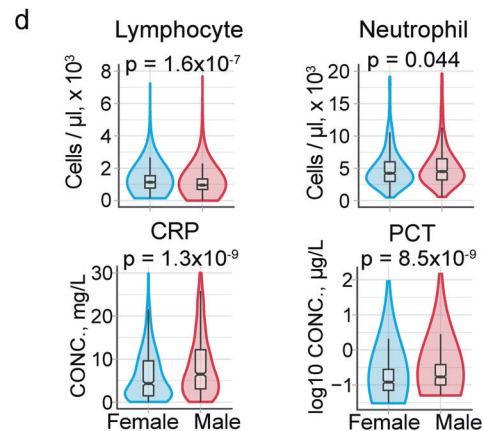 d
Lymphocyte
p = 1.6x10-7
Cells / µl, x 10³
8
6
4
2
0
Neutrophil
p = 0.044
Cells / µl, x 10³
20
15
10
5
0
CRP
p = 1.3x10-9
CONC., mg/L
30
10
0
Female Male
PCT
p = 8.5x10-9
log10 CONC., µg/L
2
1
0
−1
Female Male